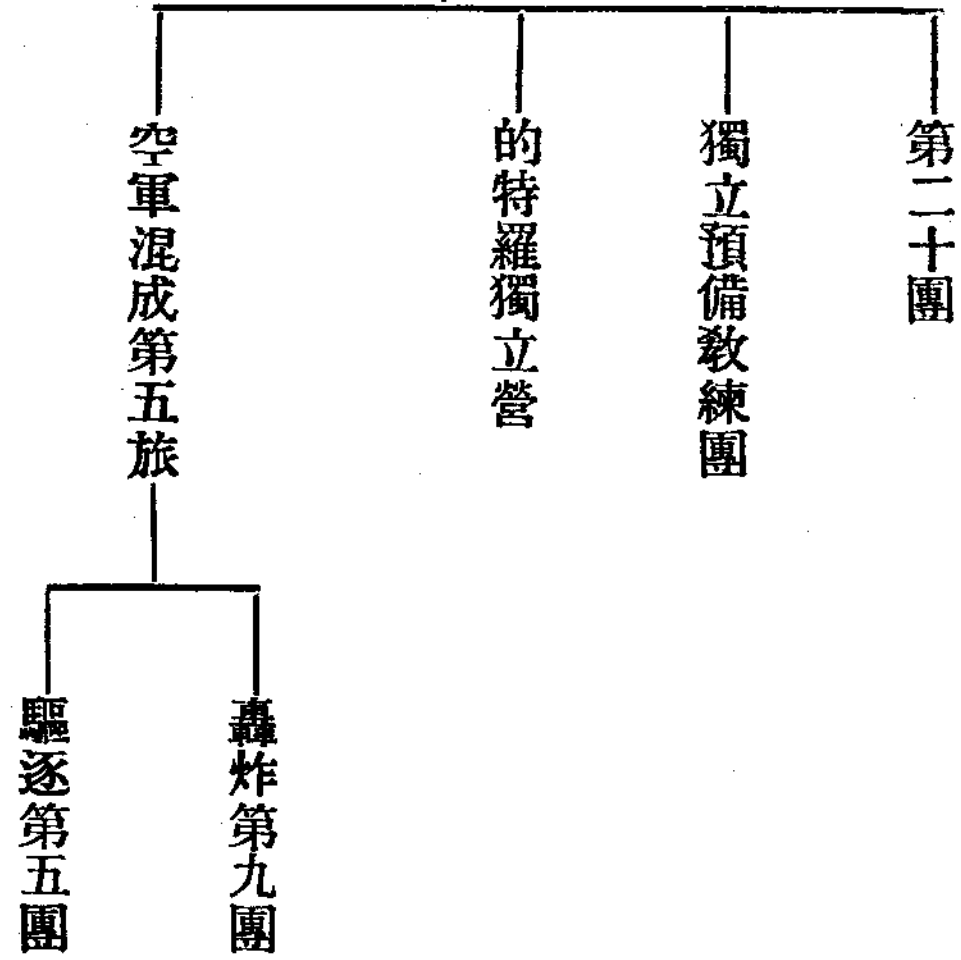 第二十團
獨立預備教練團
的特羅獨立營
空軍混成第五旅
轟炸第九團
驅逐第五團